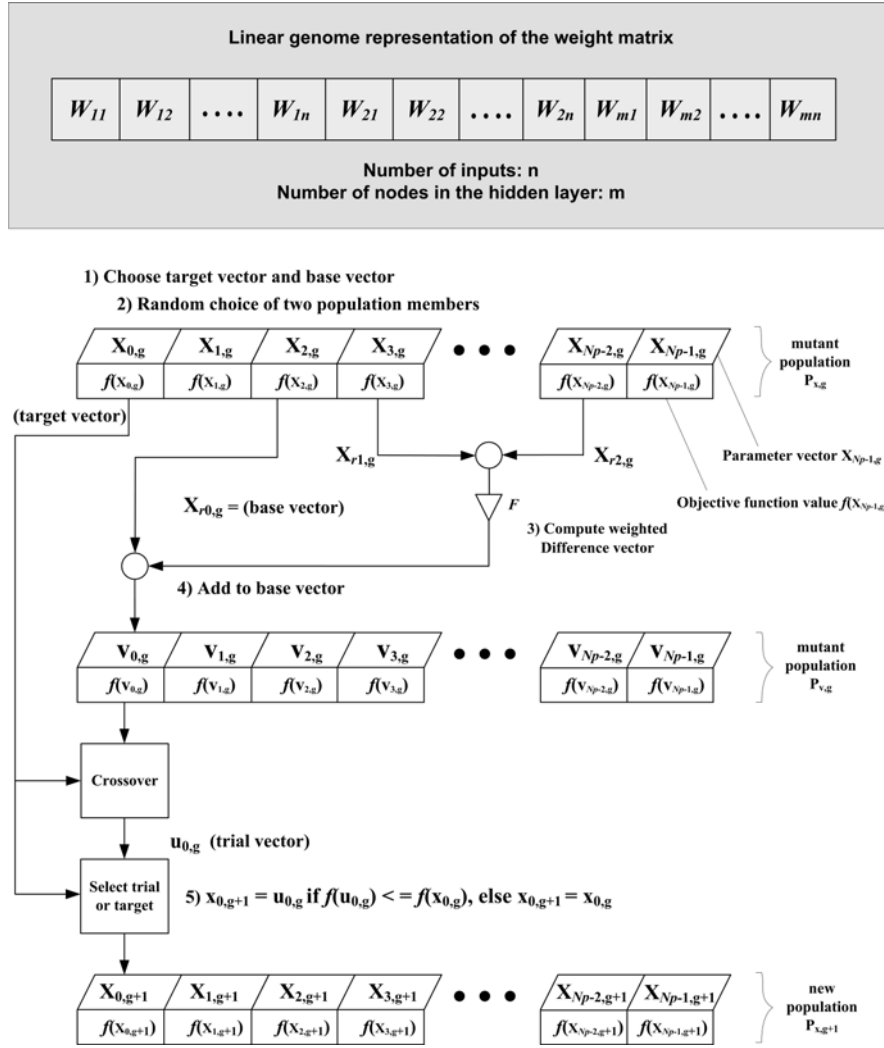 Linear genome representation of the weight matrix
W11 W12 .... W1n W21 W22 .... W2n Wm1 Wm2 .... Wmn
Number of inputs: n
Number of nodes in the hidden layer: m
1) Choose target vector and base vector
2) Random choice of two population members
X0,g X1,g X2,g X3,g ● ● ● XNp-2,g XNp-1,g
f(X0,g) f(X1,g) f(X2,g) f(X3,g) f(XNp-2,g) f(XNp-1,g)
mutant
population
Px,g
(target vector)
Xr1,g
Xr2,g
Parameter vector XNp-1,g
Xr0,g = (base vector)
F
Objective function value f(XNp-1,g
3) Compute weighted
Difference vector
4) Add to base vector
v0,g v1,g v2,g v3,g ● ● ● vNp-2,g vNp-1,g
f(v0,g) f(v1,g) f(v2,g) f(v3,g) f(vNp-2,g) f(vNp-1,g)
mutant
population
Pv,g
Crossover
u0,g (trial vector)
Select trial
or target
5) x0,g+1 = u0,g if f(u0,g) < = f(x0,g), else x0,g+1 = x0,g
X0,g+1 X1,g+1 X2,g+1 X3,g+1 ● ● ● XNp-2,g+1 XNp-1,g+1
f(X0,g+1) f(X1,g+1) f(X2,g+1) f(X3,g+1) f(XNp-2,g+1) f(XNp-1,g+1)
new
population
Px,g+1